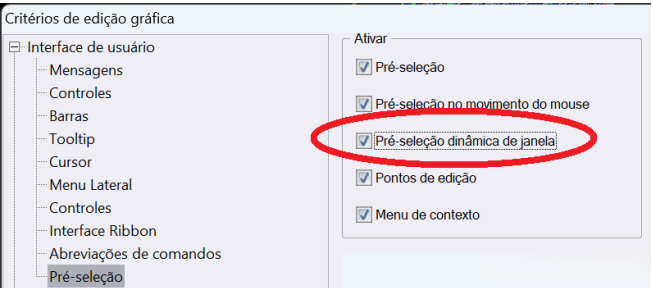 Critérios de edição gráfica
Interface de usuário
Mensagens
Controles
Barras
Tooltip
Cursor
Menu Lateral
Controles
Interface Ribbon
Abreviações de comandos
Pré-seleção
Ativar
Pré-seleção
Pré-seleção no movimento do mouse
Pré-seleção dinâmica de janela
Pontos de edição
Menu de contexto